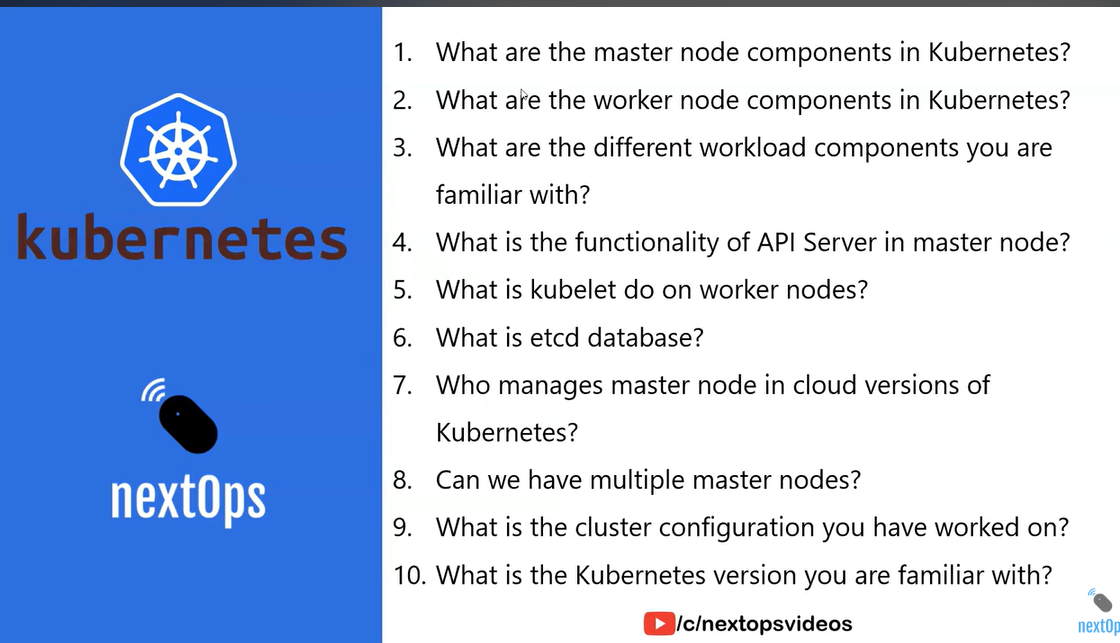 kubernetes
nextOps
1. What are the master node components in Kubernetes?
2. What are the worker node components in Kubernetes?
3. What are the different workload components you are
familiar with?
4. What is the functionality of API Server in master node?
5. What is kubelet do on worker nodes?
6. What is etcd database?
7. Who manages master node in cloud versions of
Kubernetes?
8. Can we have multiple master nodes?
9. What is the cluster configuration you have worked on?
10. What is the Kubernetes version you are familiar with?
/c/nextopsvideos
nextOp